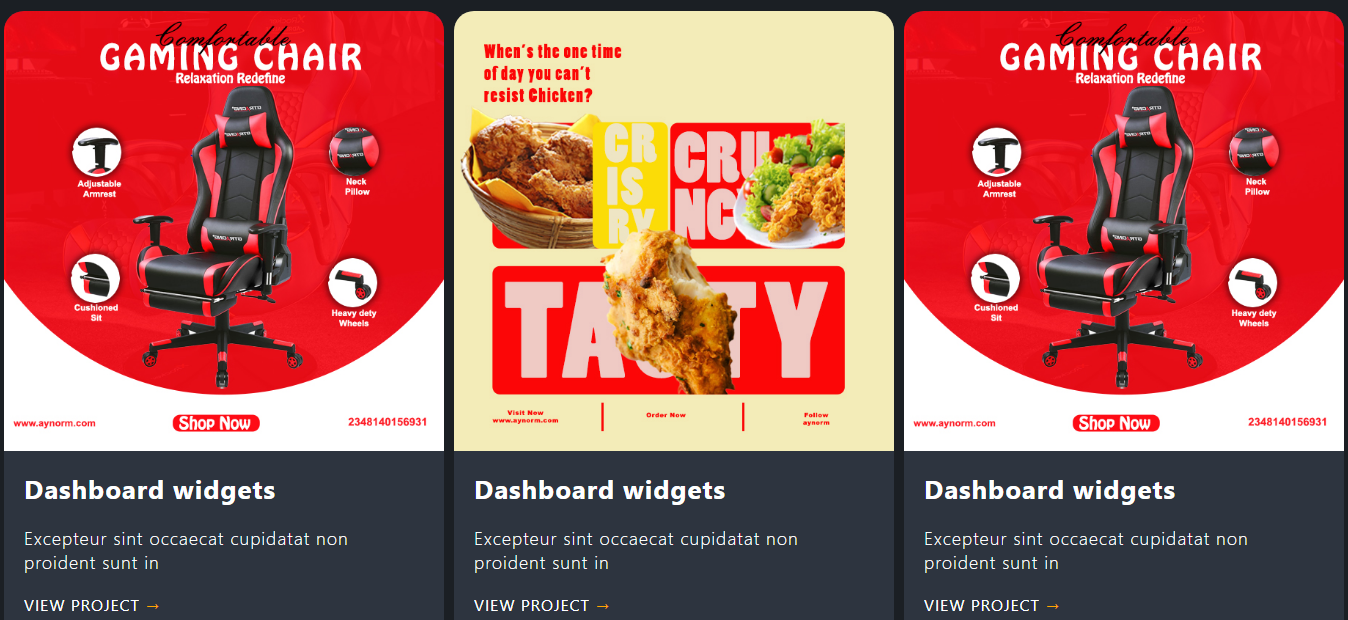 Comfortable
GAMING CHAIR
Relaxation Redefine
Adjustable
Armrest
Neck
Pillow
Cushioned
Sit
Heavy dety
Wheels
www.aynorm.com
Shop Now
2348140156931
Dashboard widgets
Excepteur sint occaecat cupidatat non
proident sunt in
VIEW PROJECT →
When's the one time
of day you can't
resist Chicken?
CR
IS
RY
CRU
NC
TA TY
Visit Now
www.aynorm.com
Order Now
Follow
aynorm
Dashboard widgets
Excepteur sint occaecat cupidatat non
proident sunt in
VIEW PROJECT →
Comfortable
GAMING CHAIR
Relaxation Redefine
Adjustable
Armrest
Neck
Pillow
Cushioned
Sit
Heavy dety
Wheels
www.aynorm.com
Shop Now
2348140156931
Dashboard widgets
Excepteur sint occaecat cupidatat non
proident sunt in
VIEW PROJECT →